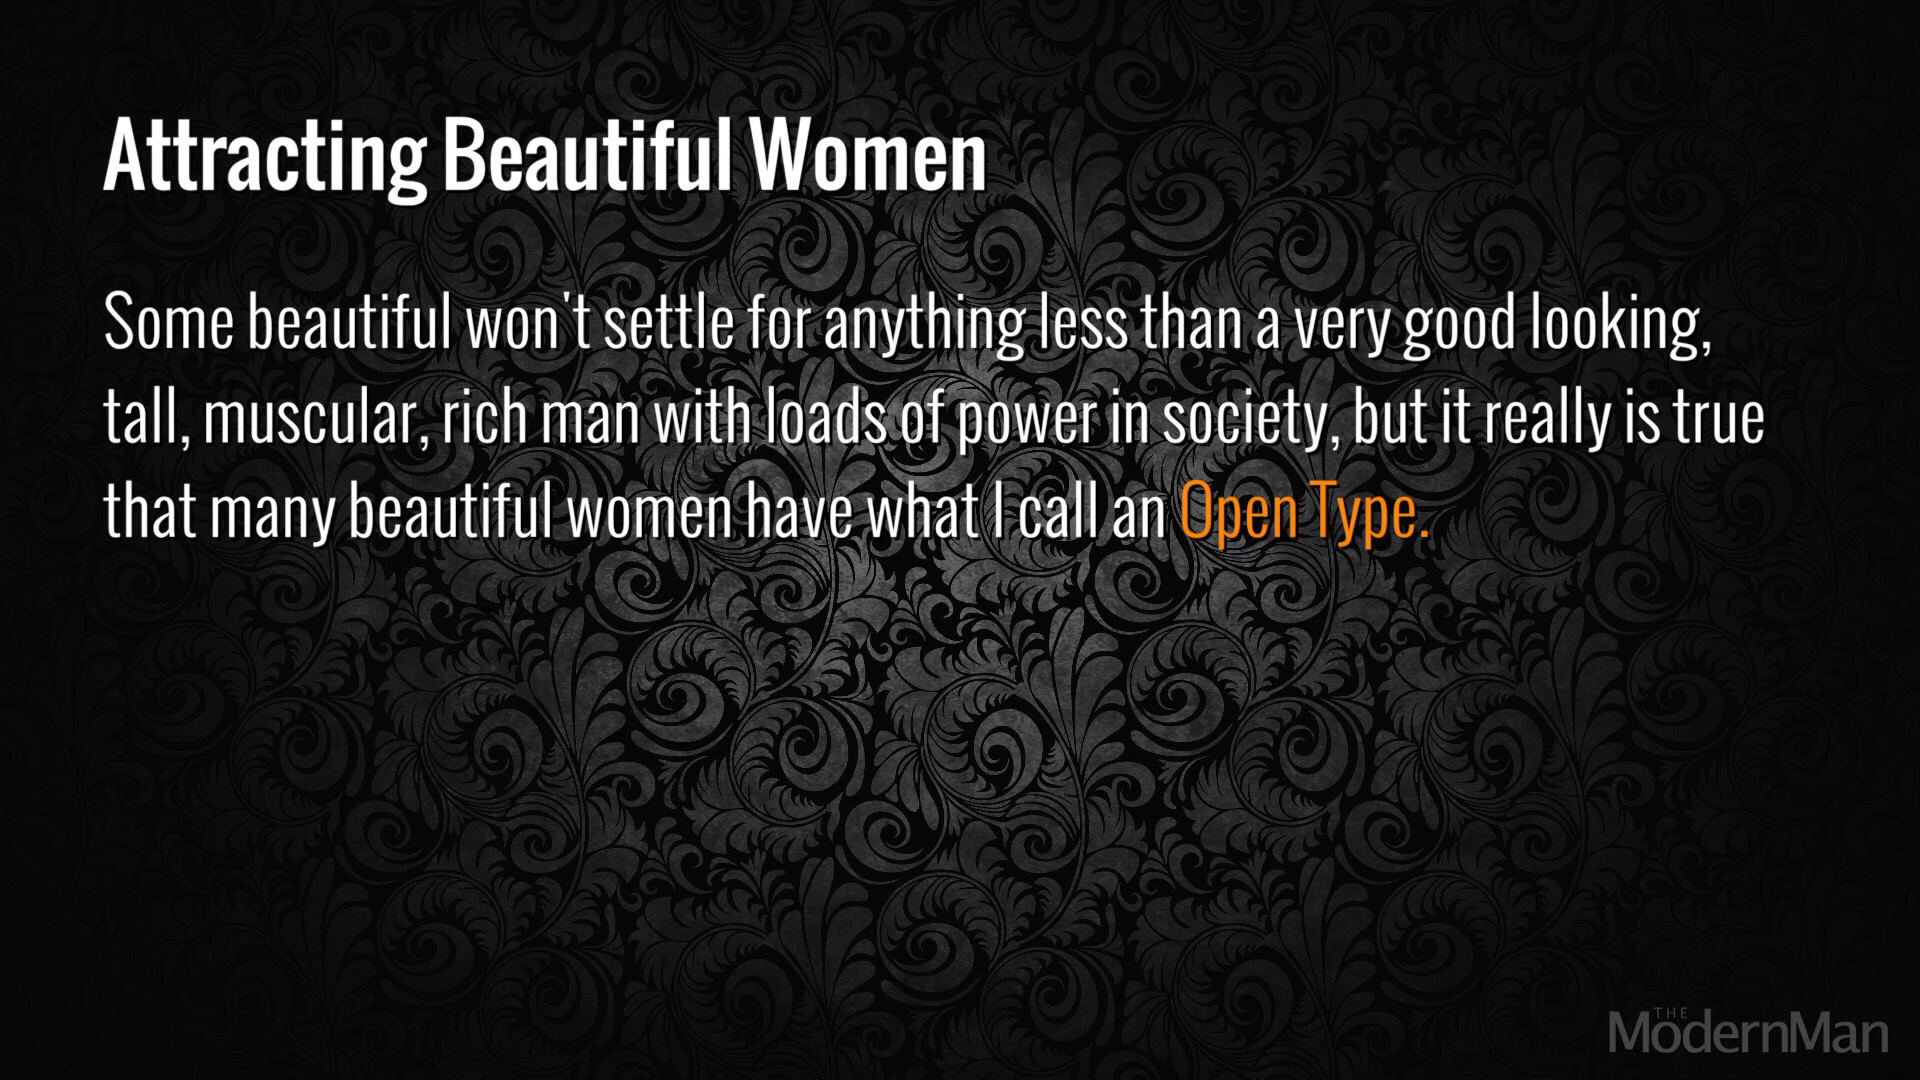 Attracting Beautiful Women
Some beautiful won't settle for anything less than a very good looking,
tall, muscular, rich man with loads of power in society, but it really is true
that many beautiful women have what I call an Open Type.
THE
ModernMan